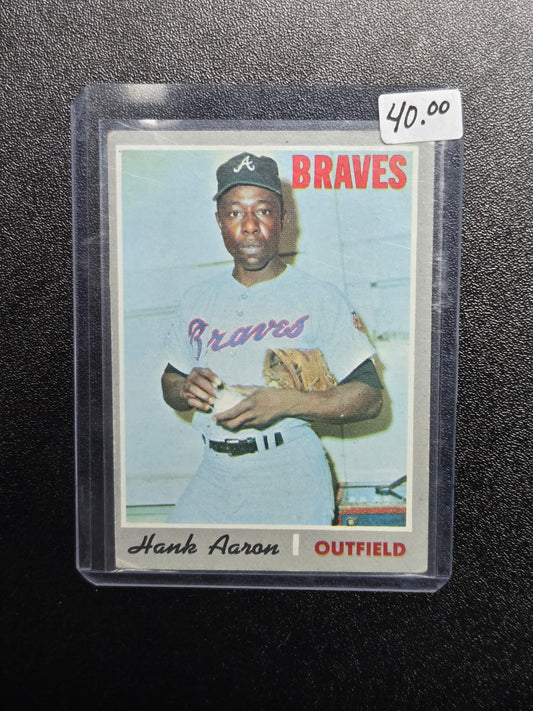 40.00
A
BRAVES
Braves
Hank Aaron | OUTFIELD